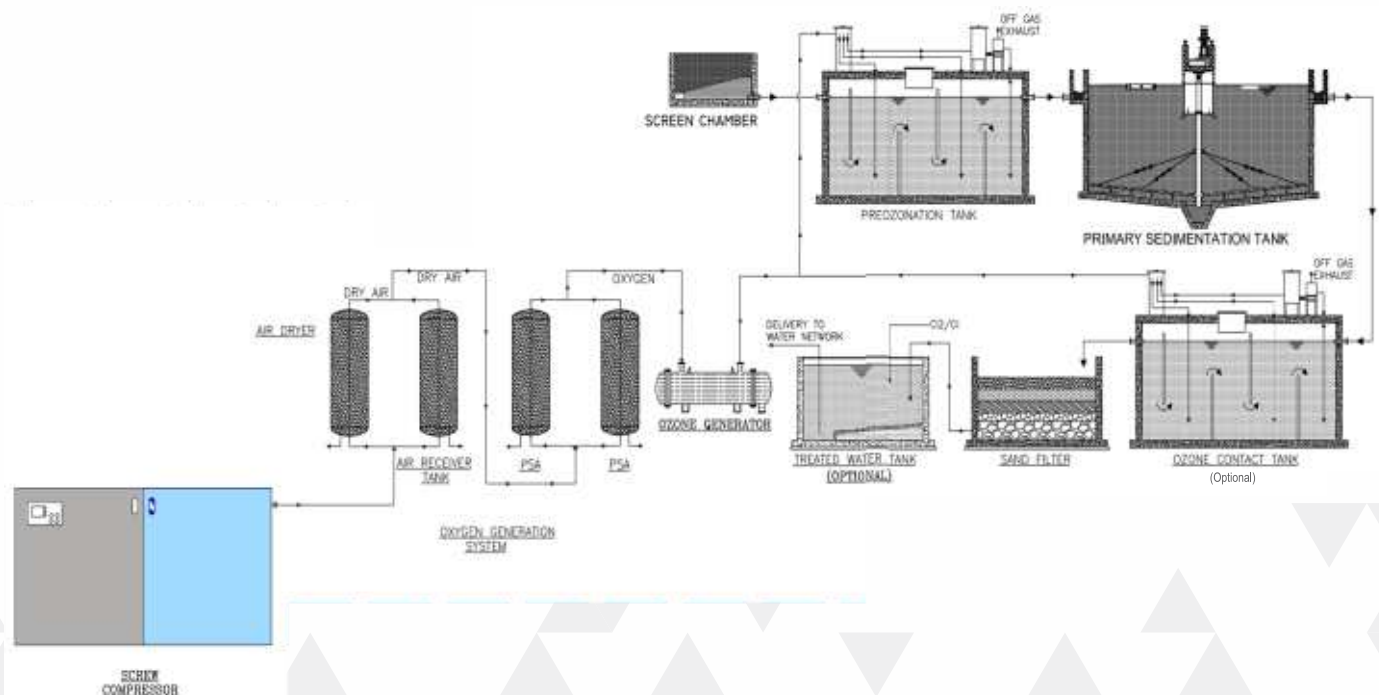 OFF GAS
EXHAUST
SCREEN CHAMBER
PREOZONATION TANK
PRIMARY SEDIMENTATION TANK
DRY AIR
DRY AIR
OXYGEN
OFF GAS
EXHAUST
AIR DRYER
DELIVERY TO
WATER NETWORK
Cl2/Cl
OZONE GENERATOR
AIR RECEIVER
TANK
PSA
PSA
TREATED WATER TANK
(OPTIONAL)
SAND FILTER
OZONE CONTACT TANK
(Optional)
OXYGEN GENERATION
SYSTEM
SCREW
COMPRESSOR